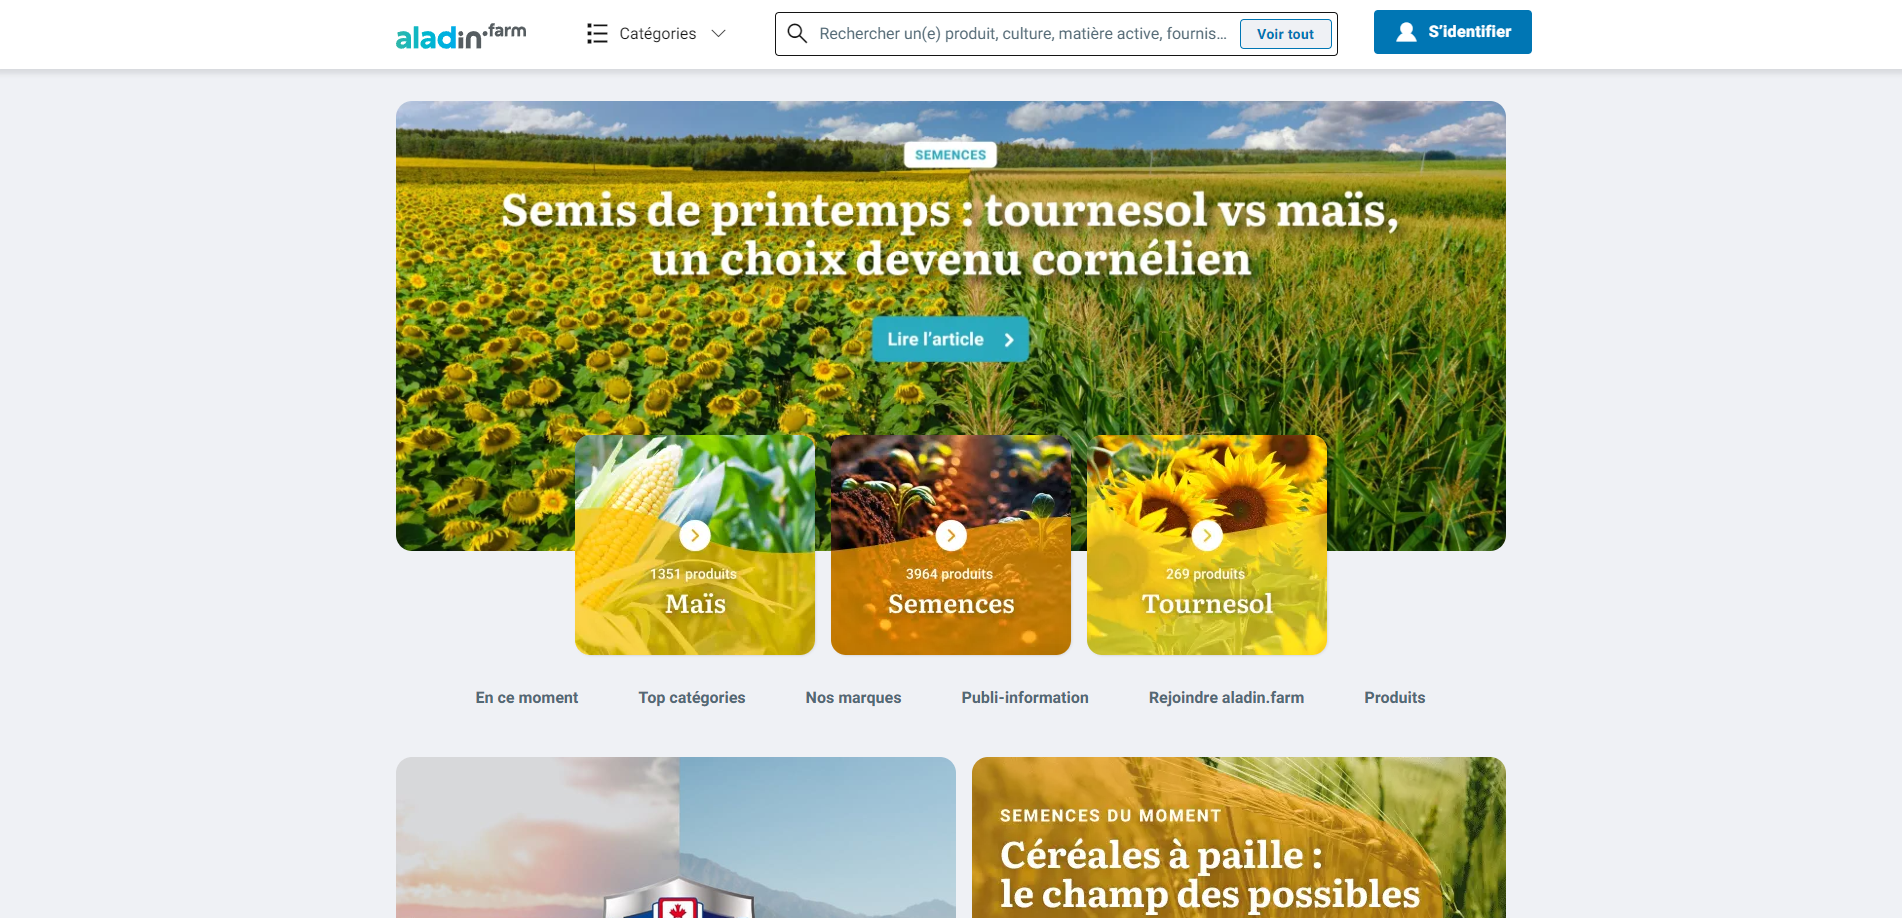 aladin.farm
Catégories
Rechercher un(e) produit, culture, matière active, fournis...
Voir tout
S'identifier
SEMENCES
Semis de printemps : tournesol vs maïs,
un choix devenu cornélien
Lire l'article
1351 produits
Maïs
3964 produits
Semences
269 produits
Tournesol
En ce moment
Top catégories
Nos marques
Publi-information
Rejoindre aladin.farm
Produits
SEMENCES DU MOMENT
Céréales à paille :
le champ des possibles